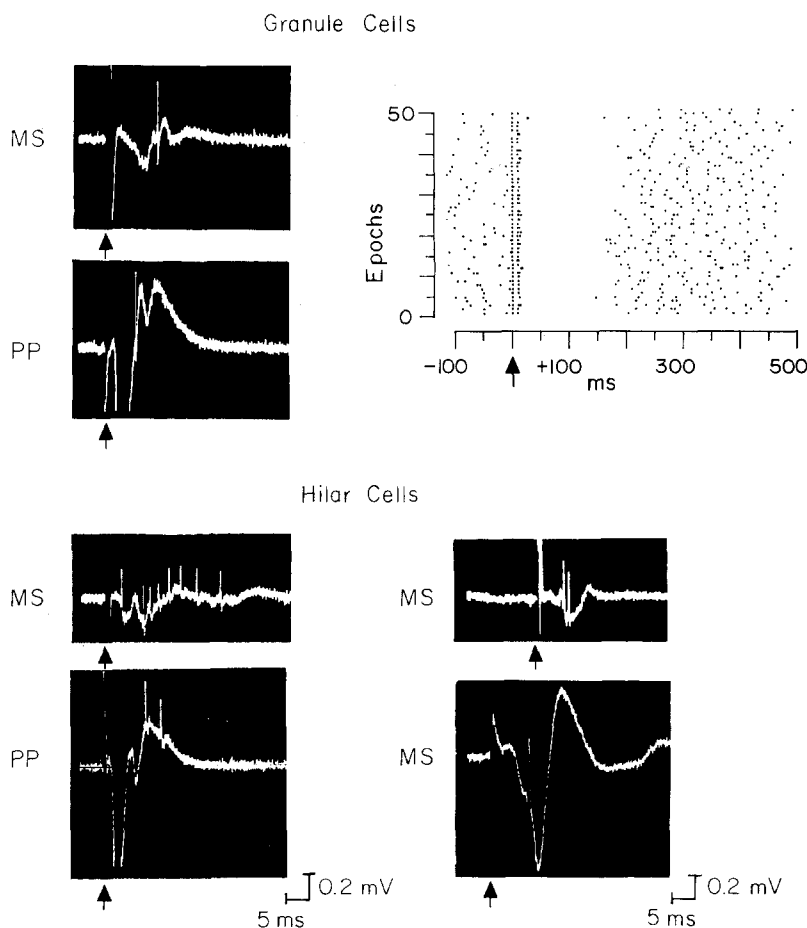 Granule Cells
MS
PP
50
0
Epochs
-100 +100 300 500
ms
Hilar Cells
MS
MS
PP
MS
0.2 mV
5 ms
0.2 mV
5 ms